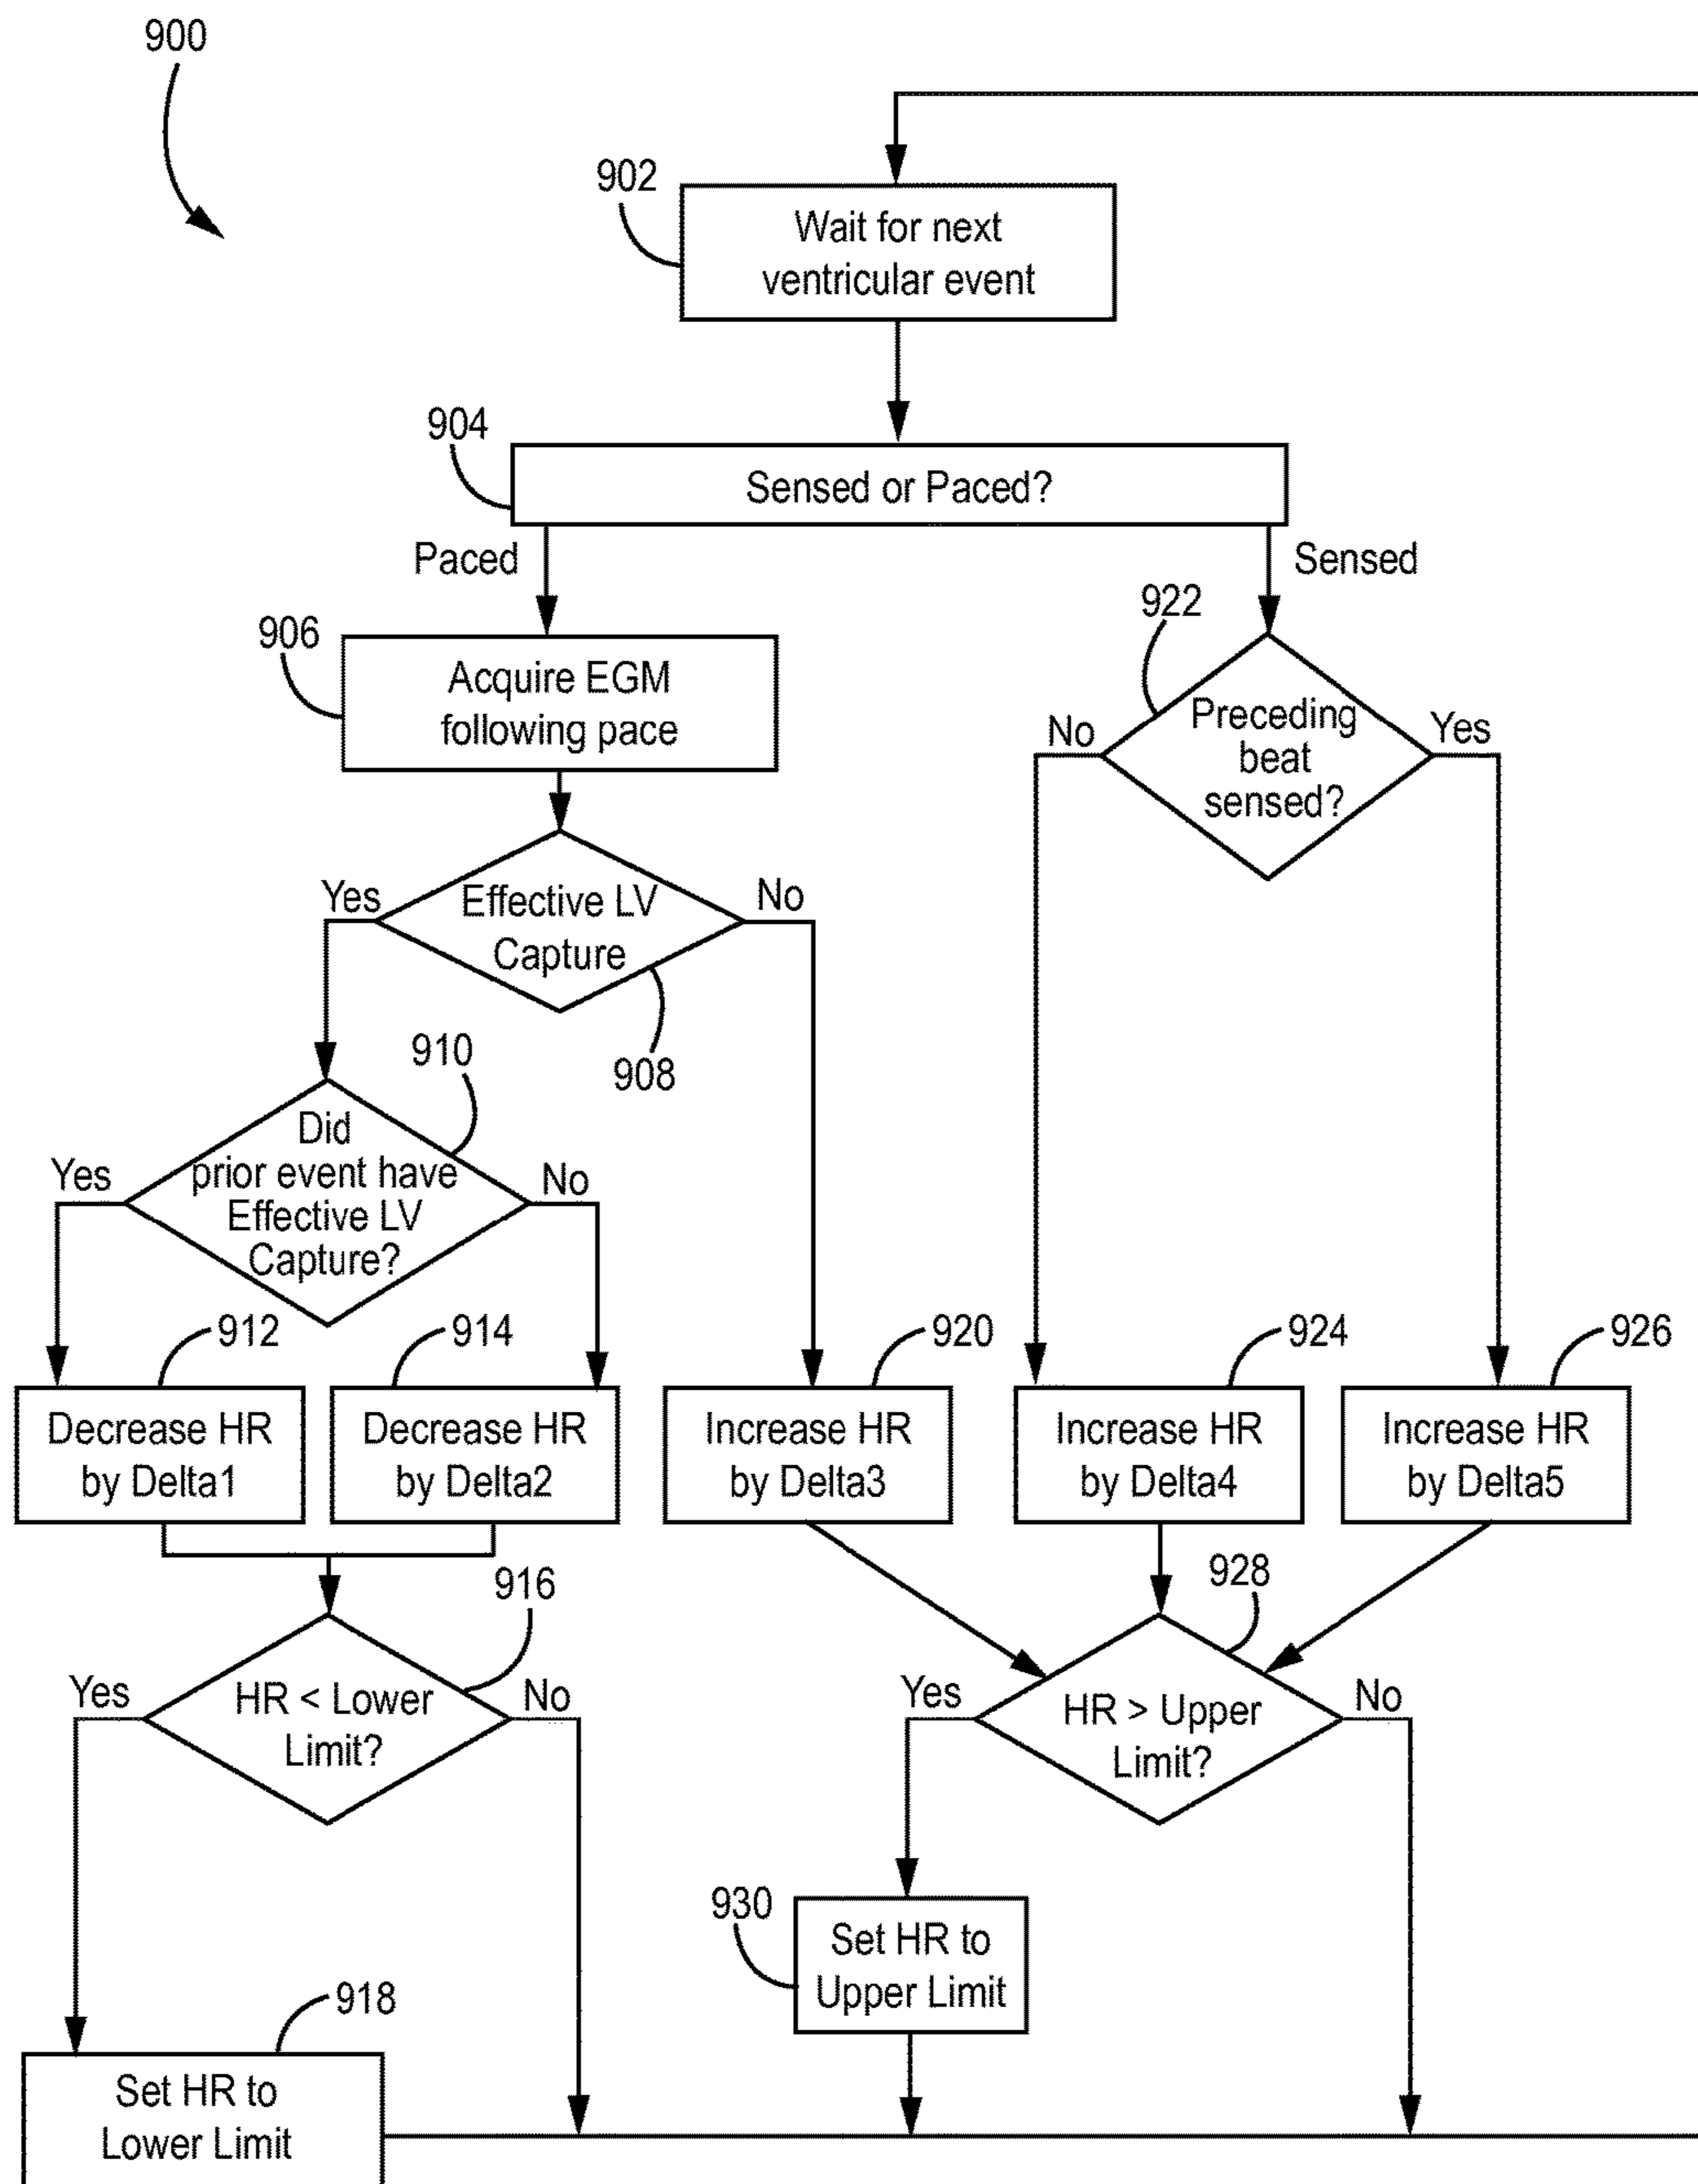 900
902
Wait for next
ventricular event
904
Sensed or Paced?
Paced
Sensed
906
Acquire EGM
following pace
922
No
Preceding
beat
sensed?
Yes
Yes
Effective LV
Capture
No
908
910
Yes
Did
prior event have
Effective LV
Capture?
No
912
914
920
924
926
Decrease HR
by Delta1
Decrease HR
by Delta2
Increase HR
by Delta3
Increase HR
by Delta4
Increase HR
by Delta5
916
928
Yes
HR < Lower
Limit?
No
Yes
HR > Upper
Limit?
No
930
Set HR to
Upper Limit
918
Set HR to
Lower Limit